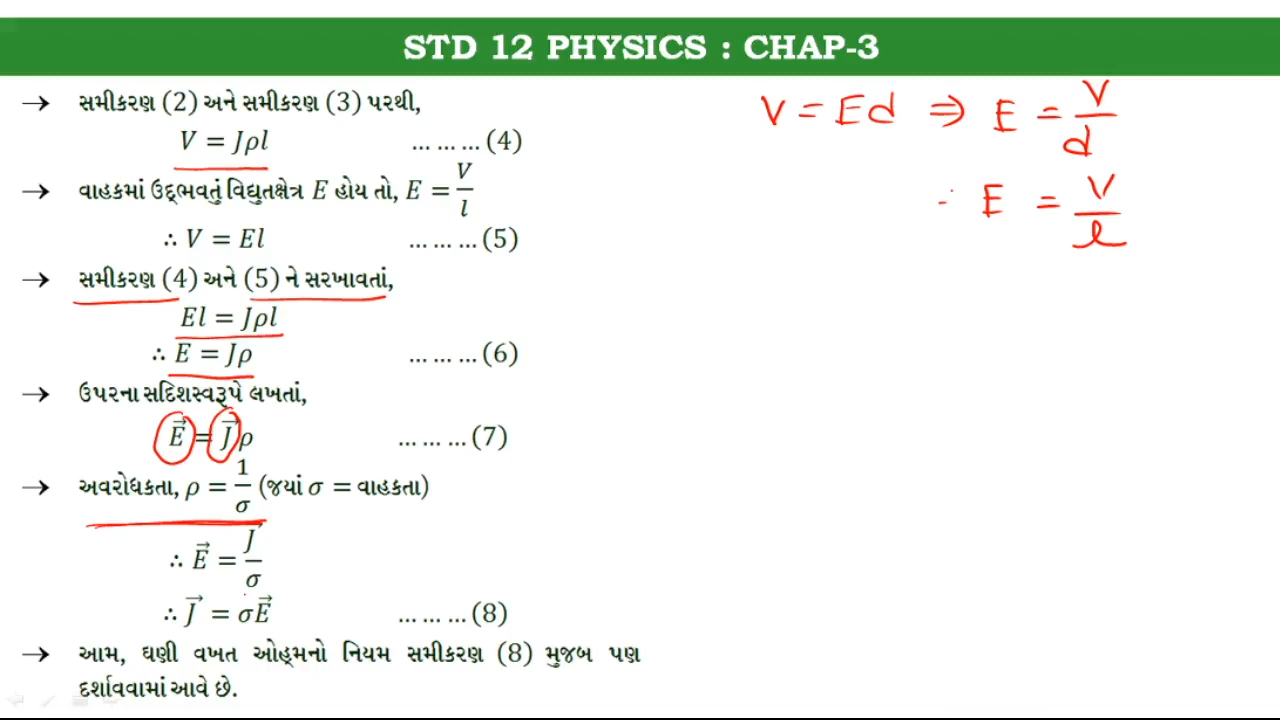 STD 12 PHYSICS : CHAP-3
→ સમીકરણ (2) અને સમીકરણ (3) પરથી,
V = Jρl ... ... ... (4)
→ વાહકમાં ઉદ્ભવતું વિદ્યુતક્ષેત્ર E હોય તો, E = V/l
∴ V = El ... ... ... (5)
→ સમીકરણ (4) અને (5) ને સરખાવતાં,
El = Jρl
∴ E = Jρ ... ... ... (6)
→ ઉપરના સદિશસ્વરૂપે લખતાં,
E⃗ = J⃗ρ ... ... ... (7)
→ અવરોધકતા, ρ = 1/σ (જયાં σ = વાહકતા)
∴ E⃗ = J⃗/σ
∴ J⃗ = σE⃗ ... ... ... (8)
→ આમ, ઘણી વખત ઓહ્મનો નિયમ સમીકરણ (8) મુજબ પણ
દર્શાવવામાં આવે છે.
V = Ed ⇒ E = V/d
∴ E = V/l